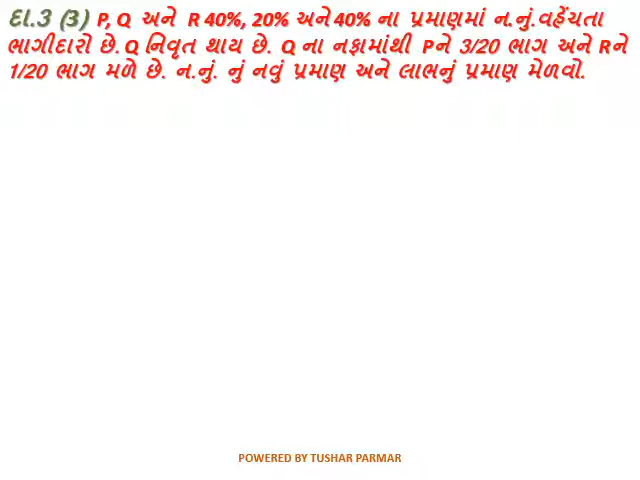 દા.3 (3) P, Q અને R 40%, 20% અને 40% ના પ્રમાણમાં ન.નું.વહેંચતા
ભાગીદારો છે. Q નિવૃત થાય છે. Q ના નફામાંથી P ને 3/20 ભાગ અને R ને
1/20 ભાગ મળે છે. ન.નું. નું નવું પ્રમાણ અને લાભનું પ્રમાણ મેળવો.
POWERED BY TUSHAR PARMAR